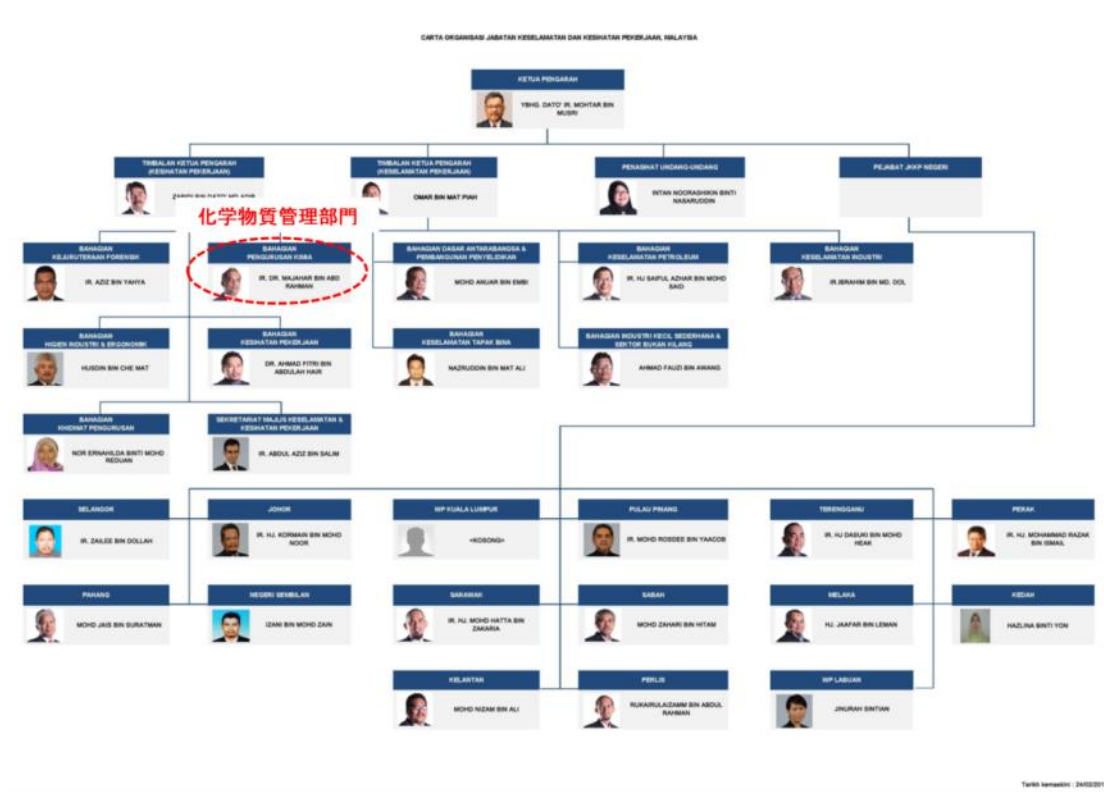 CARTA ORGANISASI JABATAN KESELAMATAN DAN KESIHATAN PEKERJAAN, MALAYSIA
KETUA PENGARAH
YBHG. DATO' IR. MOHTAR BIN
MUSRI
TIMBALAN KETUA PENGARAH
(KESIHATAN PEKERJAAN)
TIMBALAN KETUA PENGARAH
(KESELAMATAN PEKERJAAN)
OMAR BIN MAT PIAH
PENASIHAT UNDANG-UNDANG
INTAN NOORASHIKIN BINTI
NASARUDDIN
PEJABAT JKKP NEGERI
化学物質管理部門
BAHAGIAN
KEJURUTERAAN FORENSIK
IR. AZIZ BIN YAHYA
BAHAGIAN
PENGURUSAN KIMIA
IR. DR. MAJAHAR BIN ABD
RAHMAN
BAHAGIAN DASAR ANTARABANGSA &
PEMBANGUNAN PENYELIDIKAN
MOHD ANUAR BIN EMBI
BAHAGIAN
KESELAMATAN PETROLEUM
IR. HJ SAIFUL AZHAR BIN MOHD
SAID
BAHAGIAN
KESELAMATAN INDUSTRI
IR.IBRAHIM BIN MD. DOL
BAHAGIAN
HIGIEN INDUSTRI & ERGONOMIK
HUSDIN BIN CHE MAT
BAHAGIAN
KESIHATAN PEKERJAAN
DR. AHMAD FITRI BIN
ABDULAH HAIR
BAHAGIAN
KESELAMATAN TAPAK BINA
NAZRUDDIN BIN MAT ALI
BAHAGIAN INDUSTRI KECIL SEDERHANA &
SEKTOR BUKAN KILANG
AHMAD FAUZI BIN AWANG
BAHAGIAN
KHIDMAT PENGURUSAN
NOR ERNAHILDA BINTI MOHD
REDUAN
SEKRETARIAT MAJLIS KESELAMATAN &
KESIHATAN PEKERJAAN
IR. ABDUL AZIZ BIN SALIM
SELANGOR
IR. ZAILEE BIN DOLLAH
JOHOR
IR. HJ. KORMAIN BIN MOHD
NOOR
WP KUALA LUMPUR
<KOSONG>
PULAU PINANG
IR. MOHD ROSDEE BIN YAACOB
TERENGGANU
IR. HJ DASUKI BIN MOHD
HEAK
PERAK
IR. HJ. MOHAMMAD RAZAK
BIN ISMAIL
PAHANG
MOHD JAIS BIN SURATMAN
NEGERI SEMBILAN
IZANI BIN MOHD ZAIN
SARAWAK
IR. HJ. MOHD HATTA BIN
ZAKARIA
SABAH
MOHD ZAHARI BIN HITAM
MELAKA
HJ. JAAFAR BIN LEMAN
KEDAH
HAZLINA BINTI YON
KELANTAN
MOHD NIZAM BIN ALI
PERLIS
RUKAIRULAIZAMM BIN ABDUL
RAHMAN
WP LABUAN
JINURAH SINTIAN
Tarikh kemaskini : 24/02/201